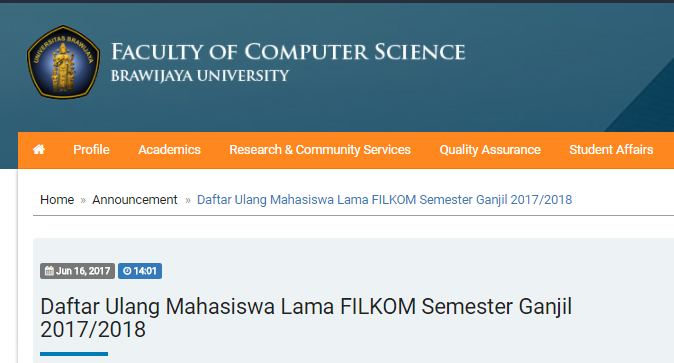 UNIVERSITAS BRAWIJAYA
FACULTY OF COMPUTER SCIENCE
BRAWIJAYA UNIVERSITY
Profile Academics Research & Community Services Quality Assurance Student Affairs
Home » Announcement » Daftar Ulang Mahasiswa Lama FILKOM Semester Ganjil 2017/2018
Jun 16, 2017 14:01
Daftar Ulang Mahasiswa Lama FILKOM Semester Ganjil
2017/2018